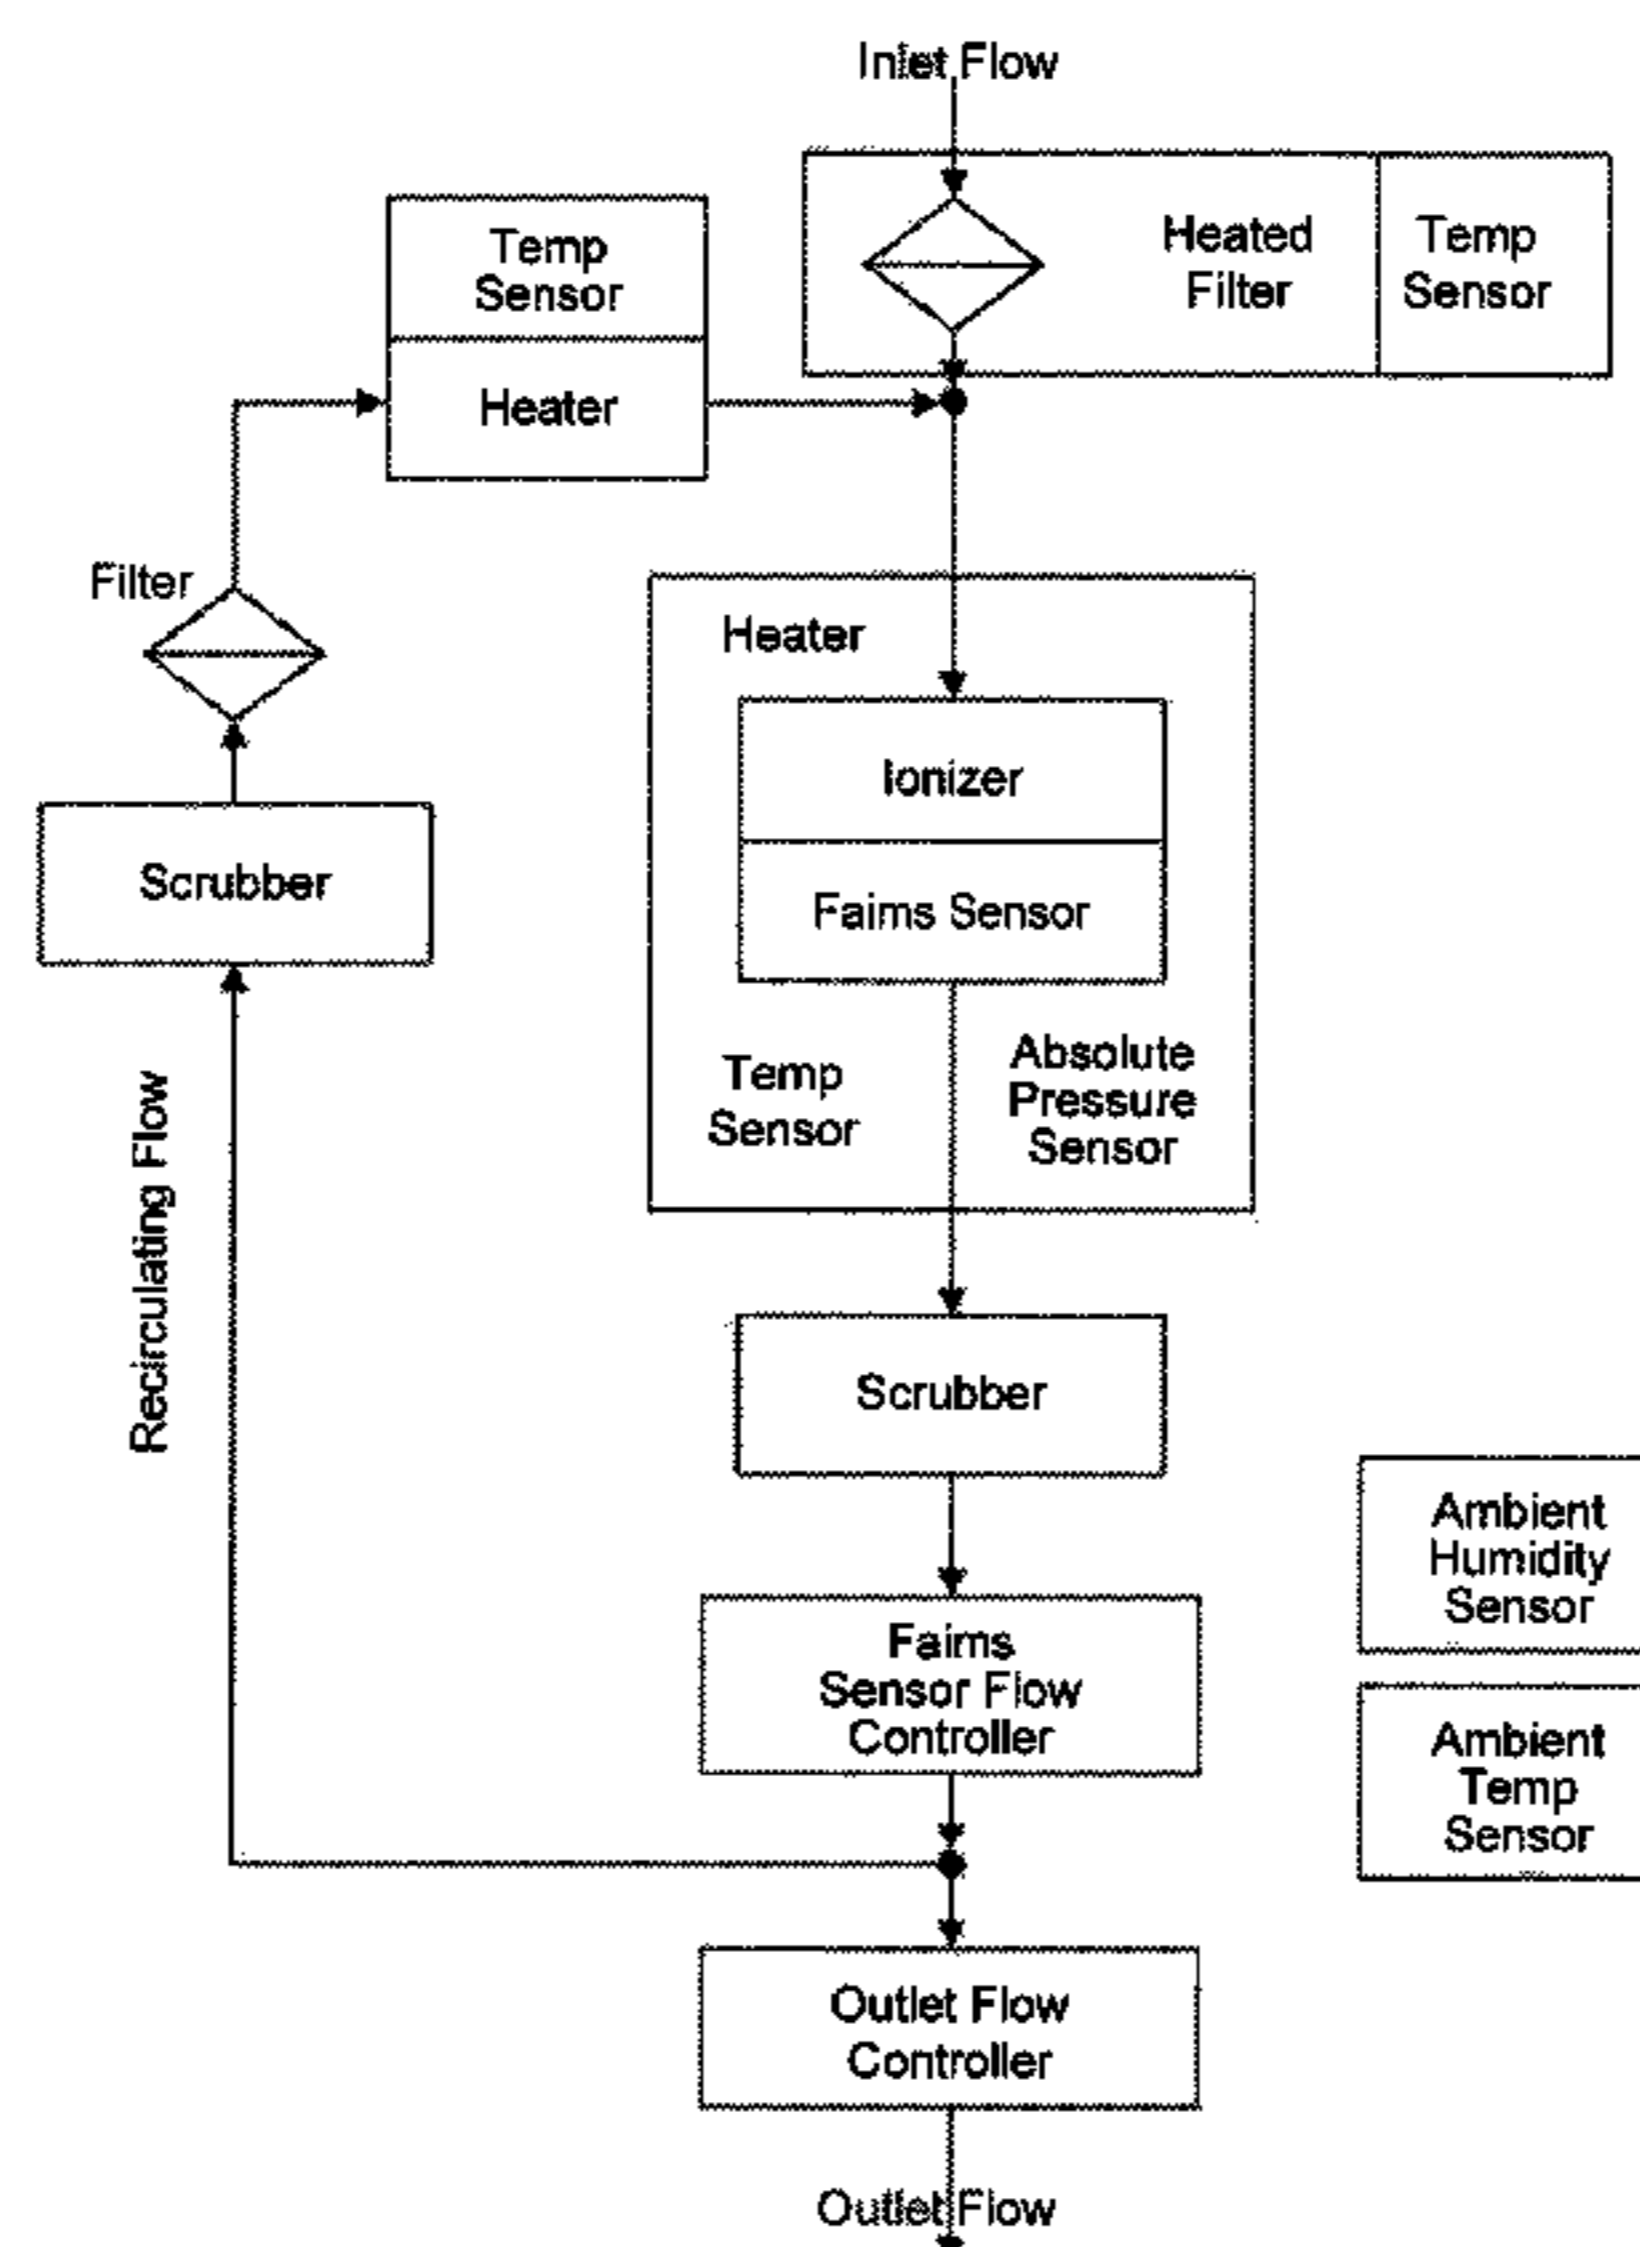 Inlet Flow
Heated
Filter
Temp
Sensor
Temp
Sensor
Heater
Filter
Heater
Ionizer
Scrubber
Faims Sensor
Temp
Sensor
Absolute
Pressure
Sensor
Recirculating Flow
Scrubber
Ambient
Humidity
Sensor
Faims
Sensor Flow
Controller
Ambient
Temp
Sensor
Outlet Flow
Controller
Outlet Flow